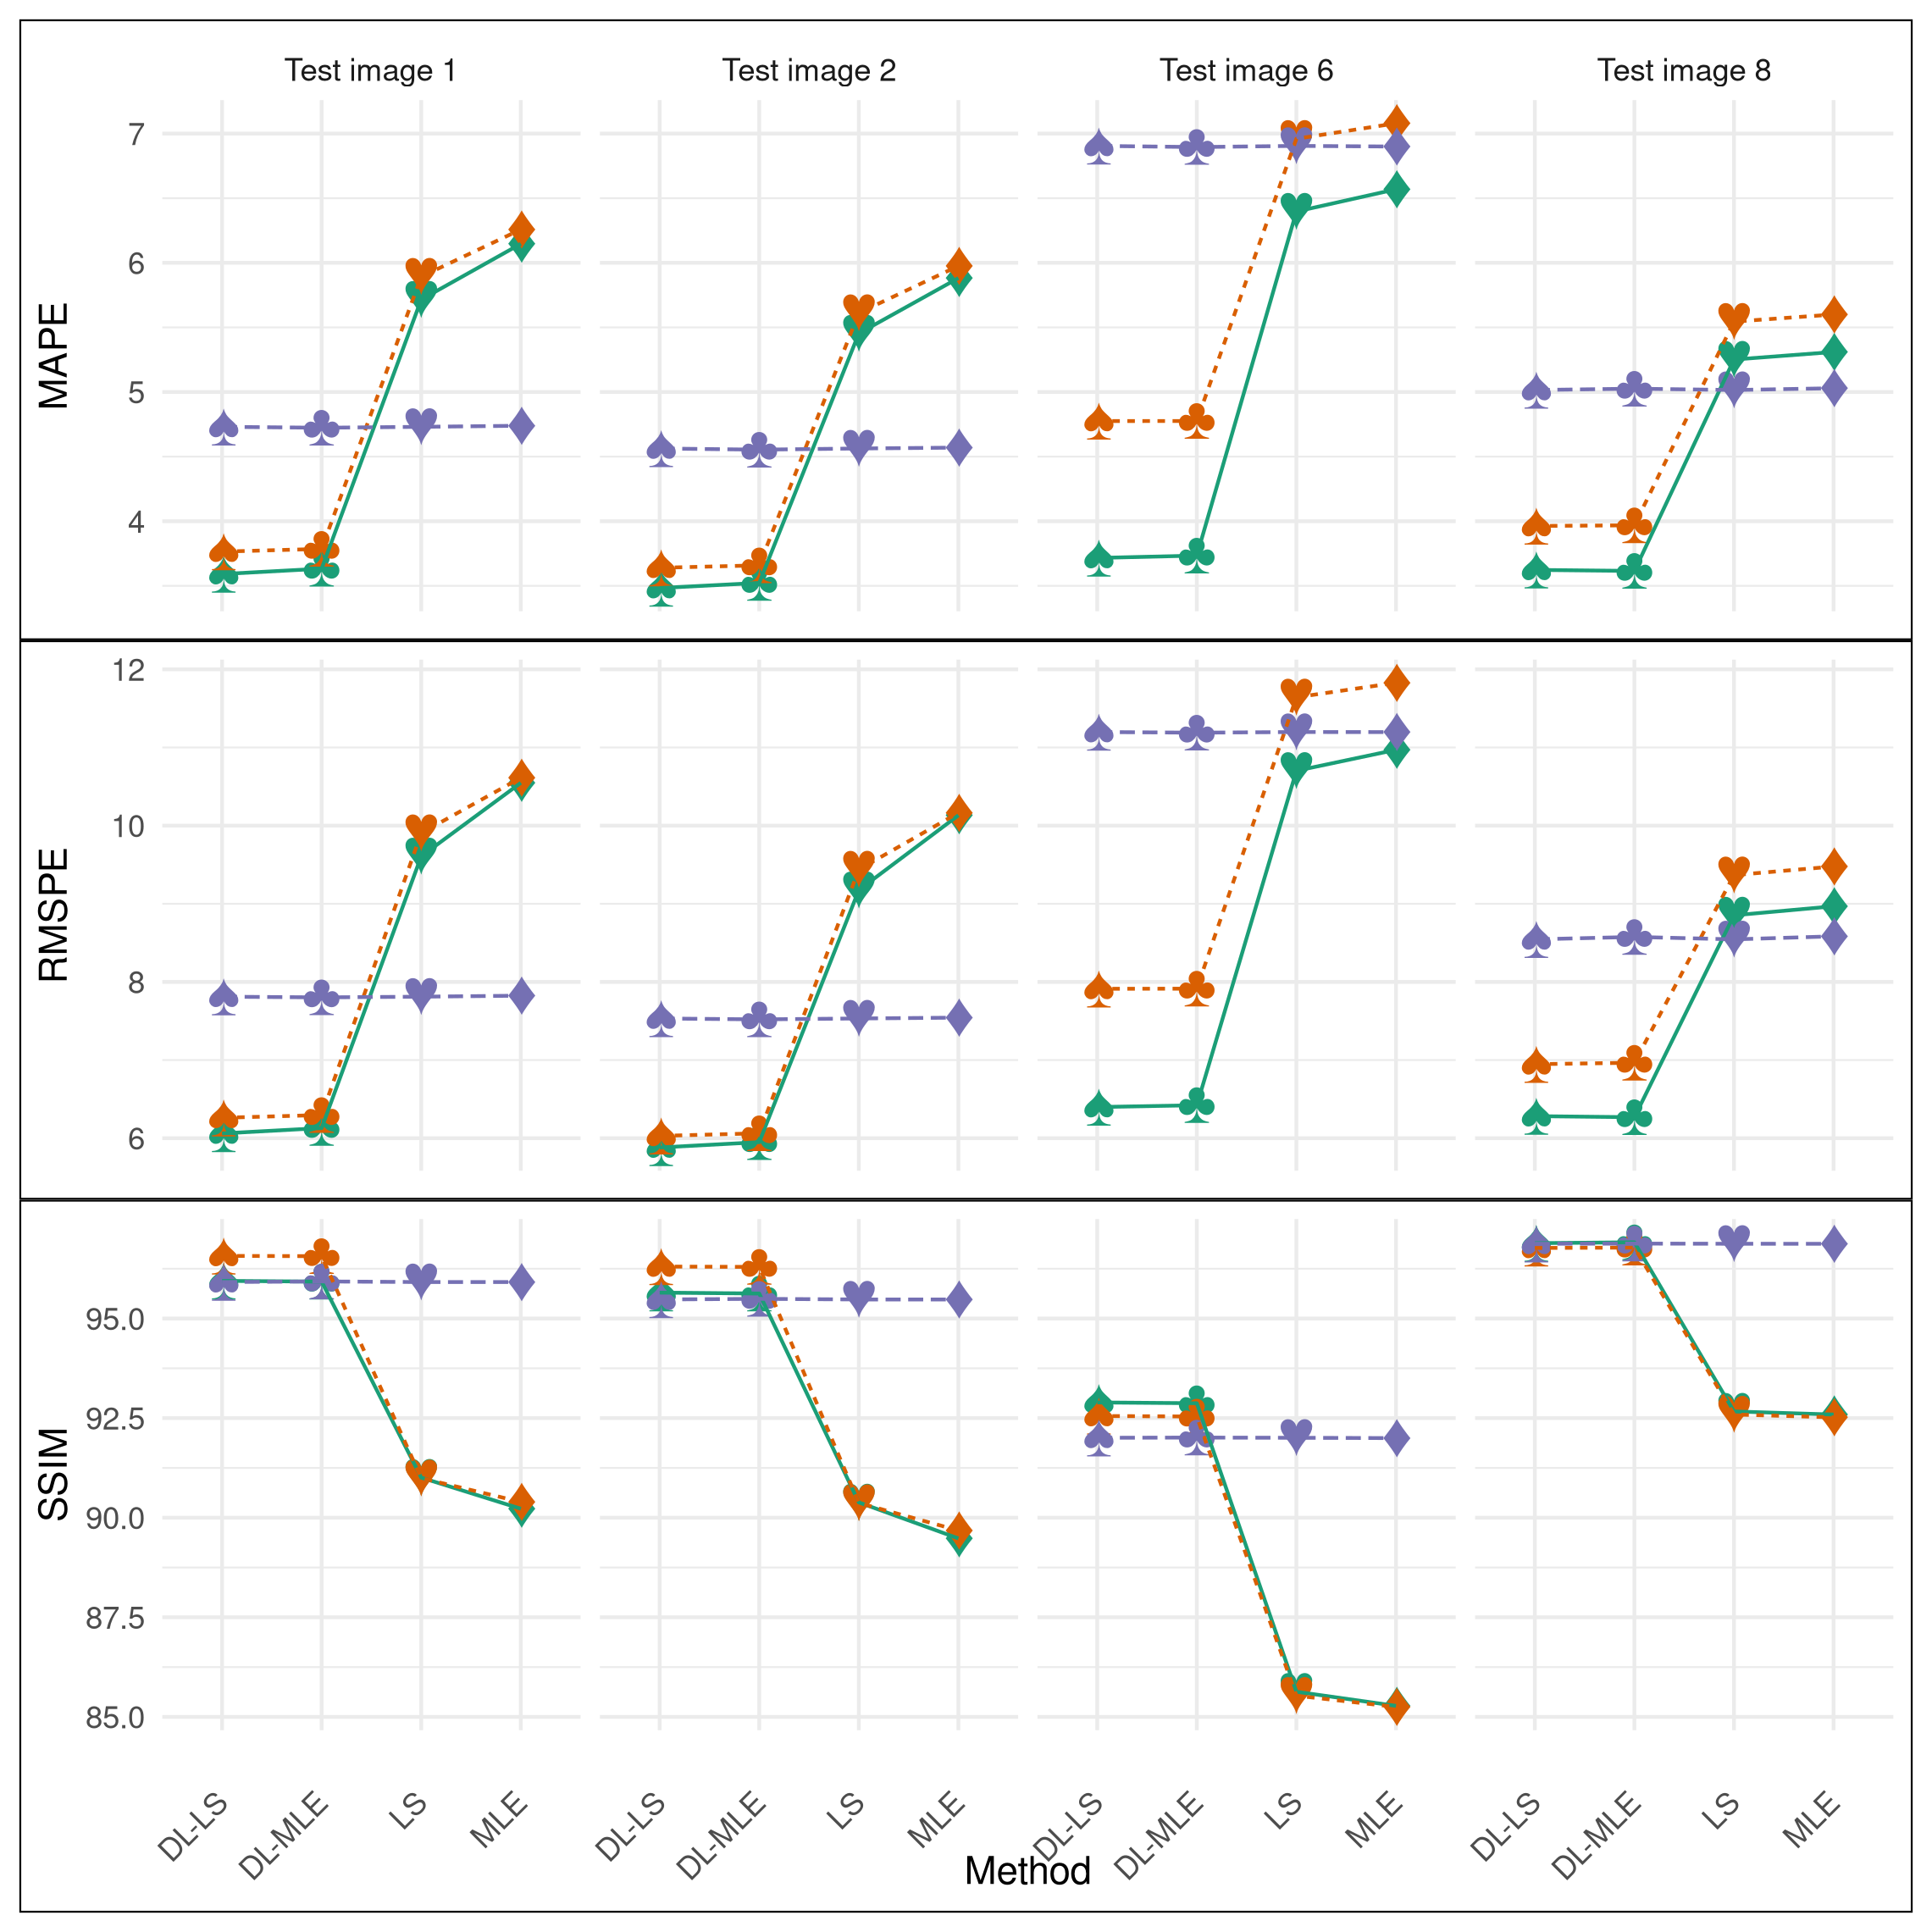 Test image 1
Test image 2
Test image 6
Test image 8
MAPE
7
6
5
4
RMSPE
12
10
8
6
SSIM
95.0
92.5
90.0
87.5
85.0
DL-LS
DL-MLE
LS
MLE
DL-LS
DL-MLE
LS
MLE
DL-LS
DL-MLE
LS
MLE
DL-LS
DL-MLE
LS
MLE
Method